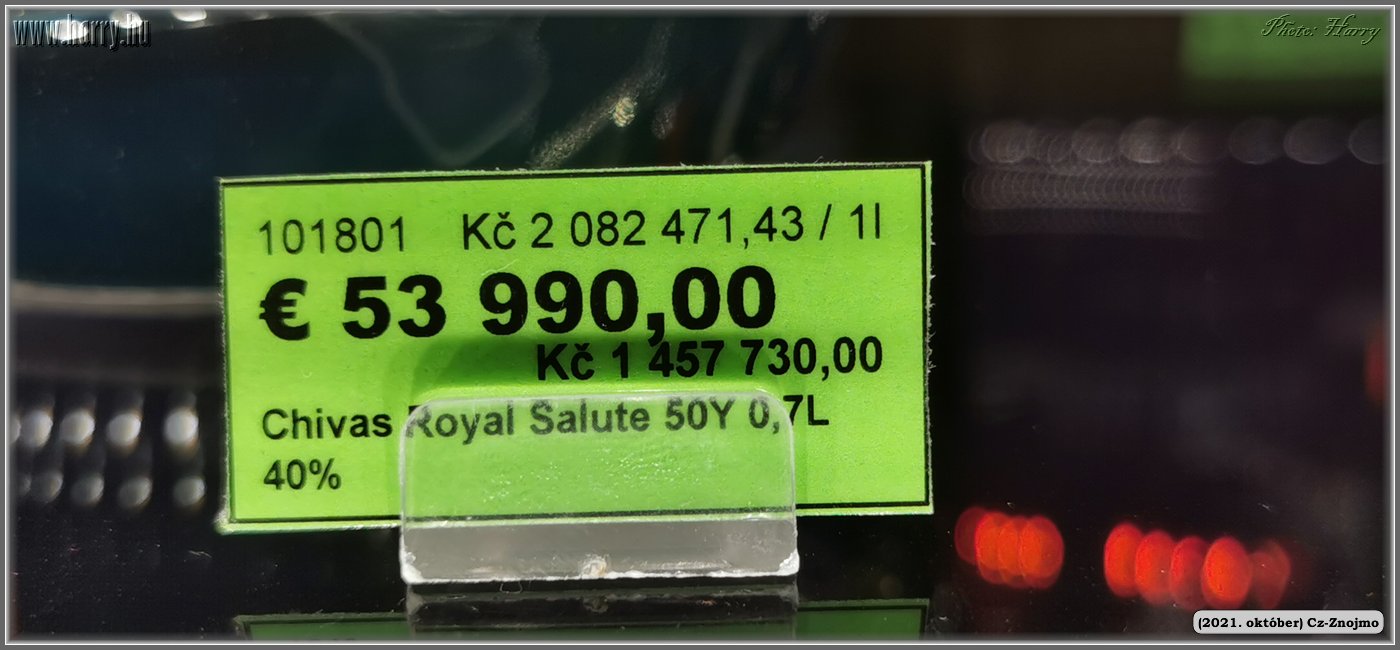 www.harry.hu
Photo: Harry
101801 Kč 2 082 471,43 / 1l
€ 53 990,00
Kč 1 457 730,00
Chivas Royal Salute 50Y 0,7L
40%
(2021. október) Cz-Znojmo